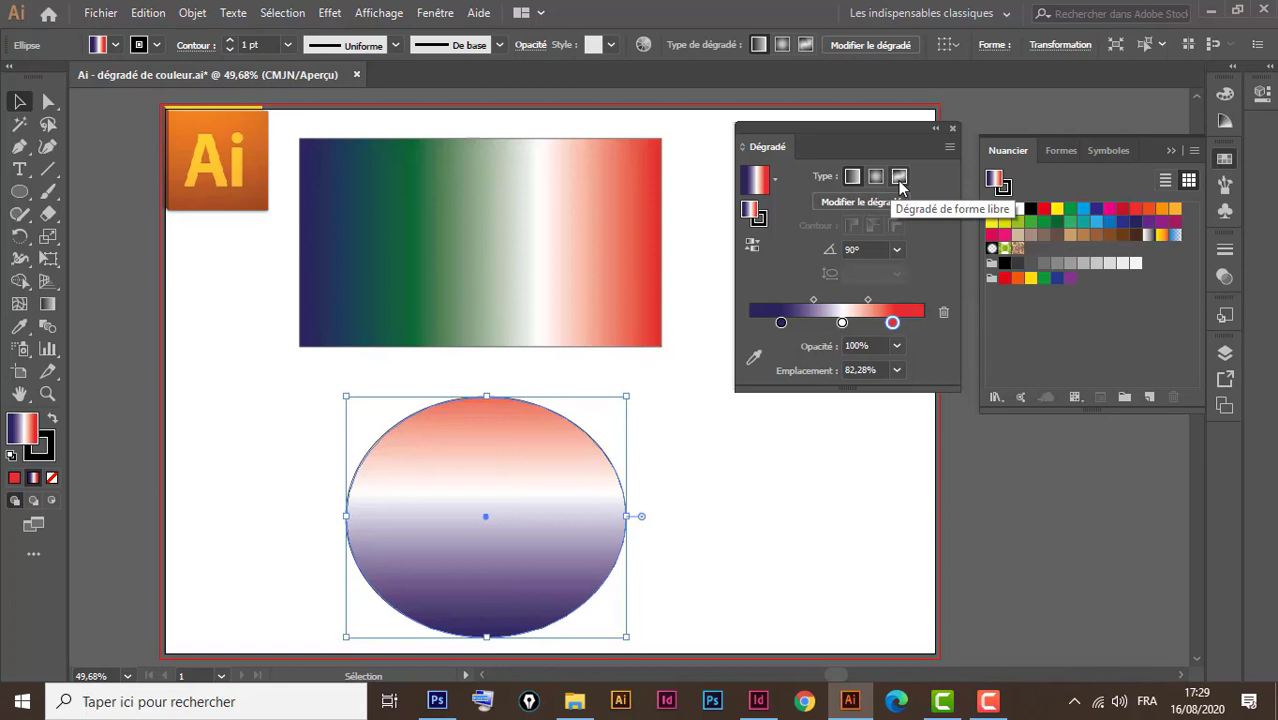 Ai Fichier Edition Objet Texte Sélection Effet Affichage Fenêtre Aide Les indispensables classiques Rechercher dans Adobe Stock
Ellipse Contour : 1 pt Uniforme De base Opacité Style : Type de dégradé : Modifier le dégradé Forme : Transformation
Ai - dégradé de couleur.ai* @ 49,68% (CMJN/Aperçu)
Ai
Dégradé
Type :
Modifier le dégra
Dégradé de forme libre
Contour :
90°
Opacité : 100%
Emplacement : 82,28%
Nuancier Formes Symboles
49,68% 1 Sélection
Taper ici pour rechercher
Ps Ai Id Ps Id Ai
FRA
17:29
16/08/2020